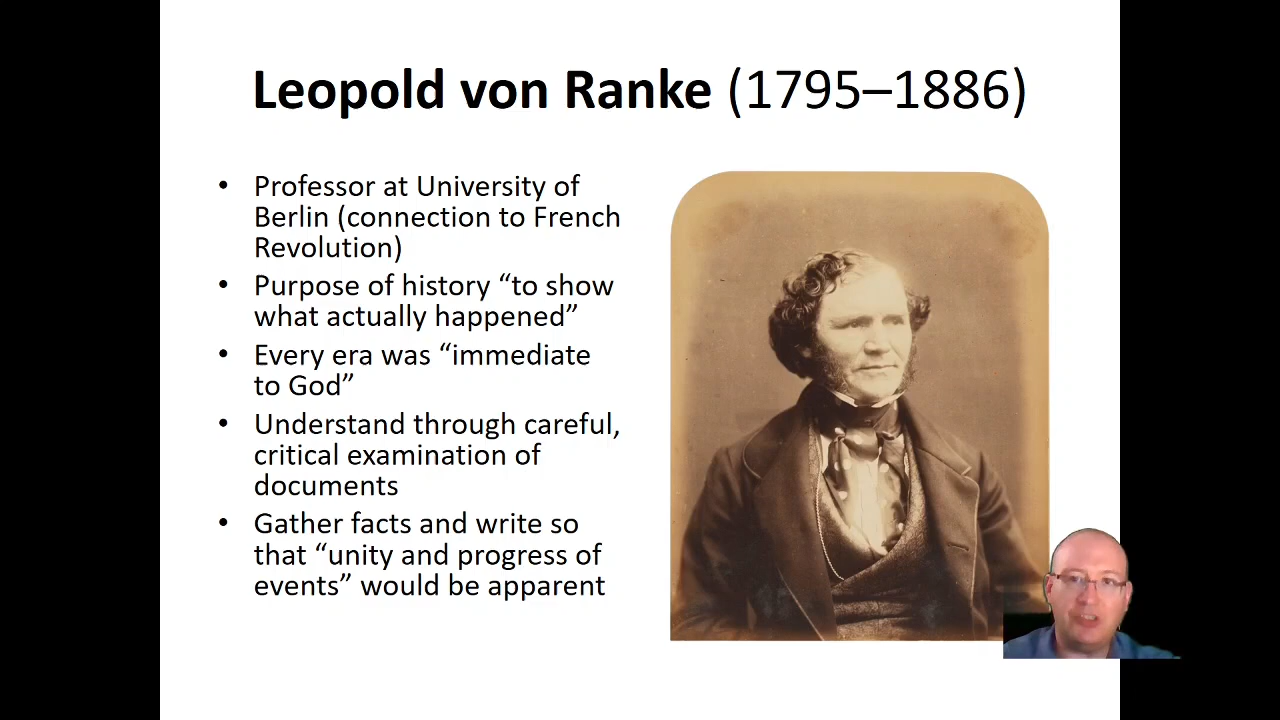 Leopold von Ranke (1795–1886)
• Professor at University of
Berlin (connection to French
Revolution)
• Purpose of history “to show
what actually happened”
• Every era was “immediate
to God”
• Understand through careful,
critical examination of
documents
• Gather facts and write so
that “unity and progress of
events” would be apparent